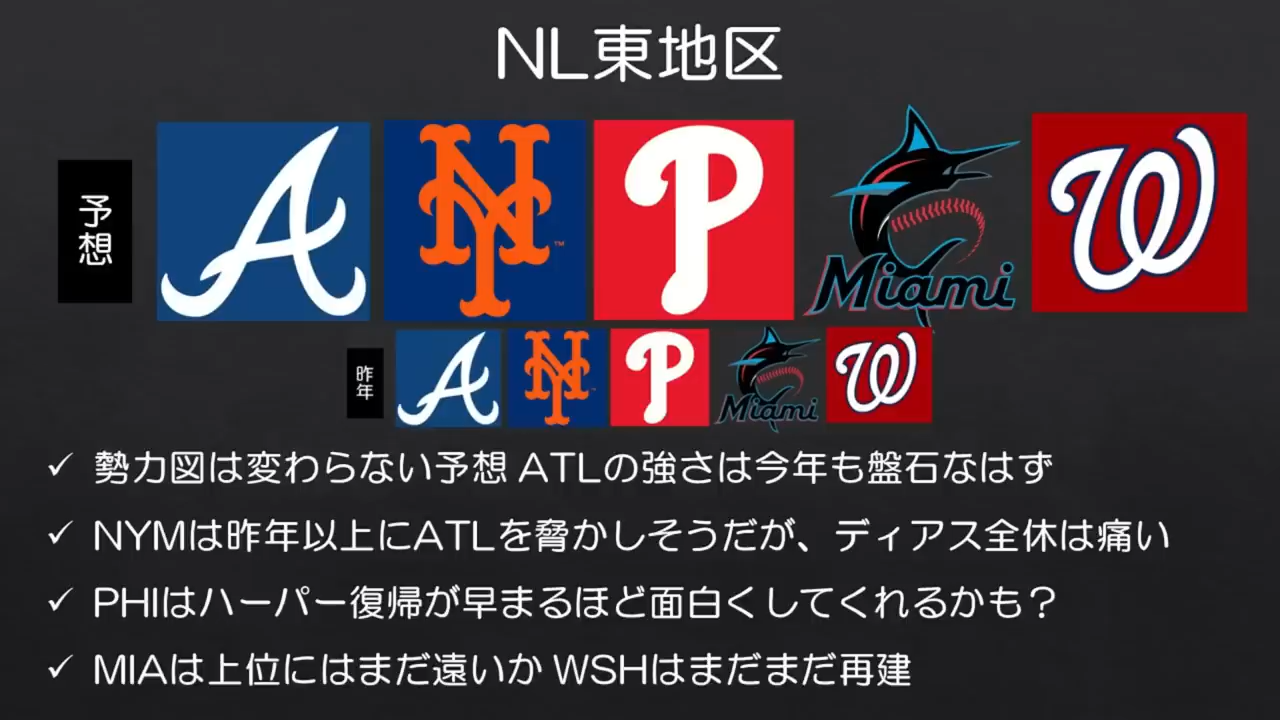 NL東地区
予想
A
NY
™
P
Miami
W
昨年
A
NY
P
Miami
W
✓ 勢力図は変わらない予想 ATLの強さは今年も盤石なはず
✓ NYMは昨年以上にATLを脅かしそうだが、ディアス全休は痛い
✓ PHIはハーパー復帰が早まるほど面白くしてくれるかも？
✓ MIAは上位にはまだ遠いか WSHはまだまだ再建